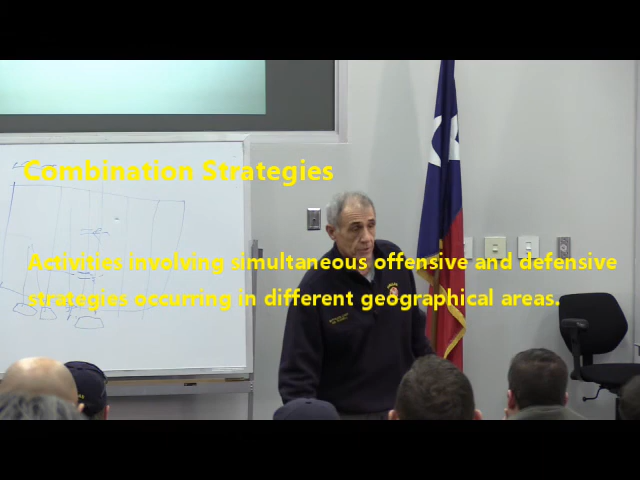 Combination Strategies
Activities involving simultaneous offensive and defensive
strategies occurring in different geographical areas.